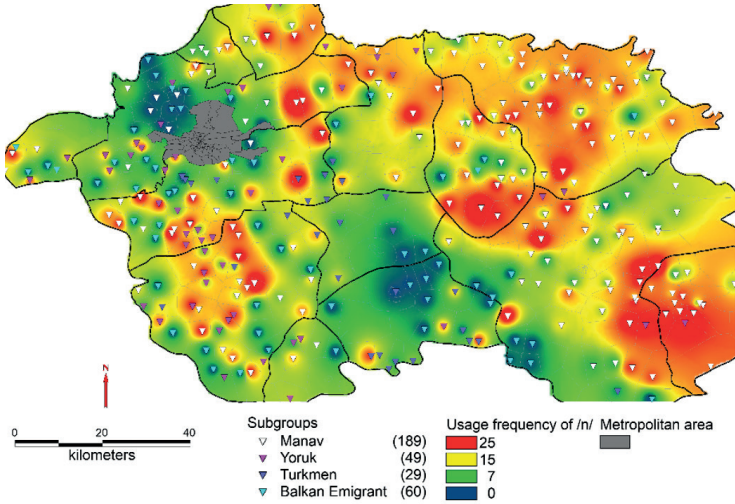 N
0 20 40
kilometers
Subgroups
Manav (189)
Yoruk (49)
Turkmen (29)
Balkan Emigrant (60)
Usage frequency of /n/
25
15
7
0
Metropolitan area